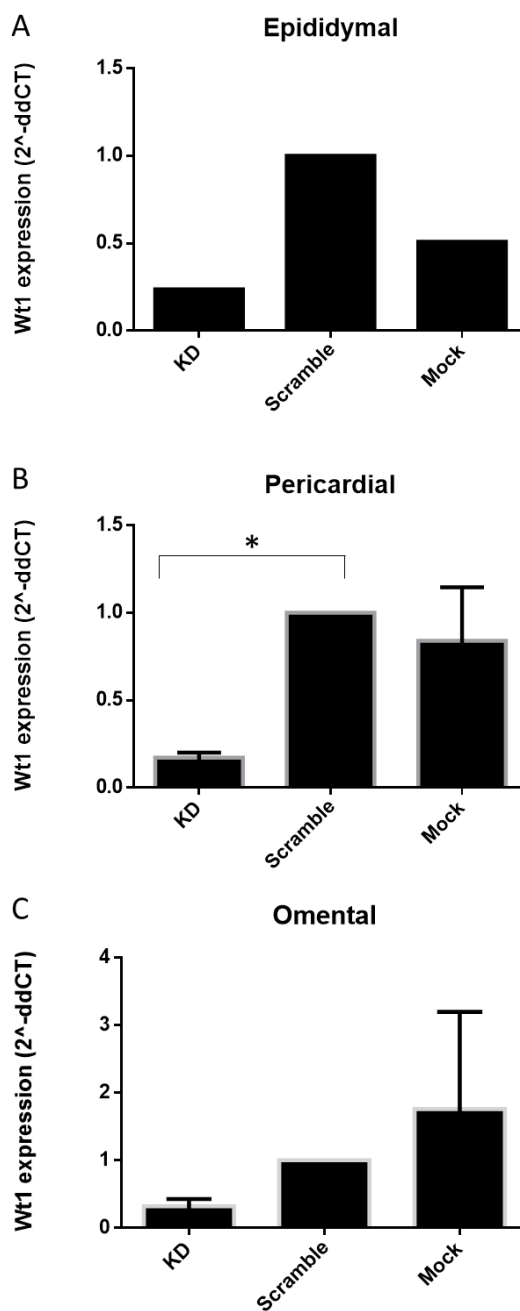 A
Epididymal
Wt1 expression (2^-ddCT)
1.5
1.0
0.5
0.0
KD
Scramble
Mock
B
Pericardial
Wt1 expression (2^-ddCT)
1.5
*
1.0
0.5
0.0
KD
Scramble
Mock
C
Omental
Wt1 expression (2^-ddCT)
4
3
2
1
0
KD
Scramble
Mock